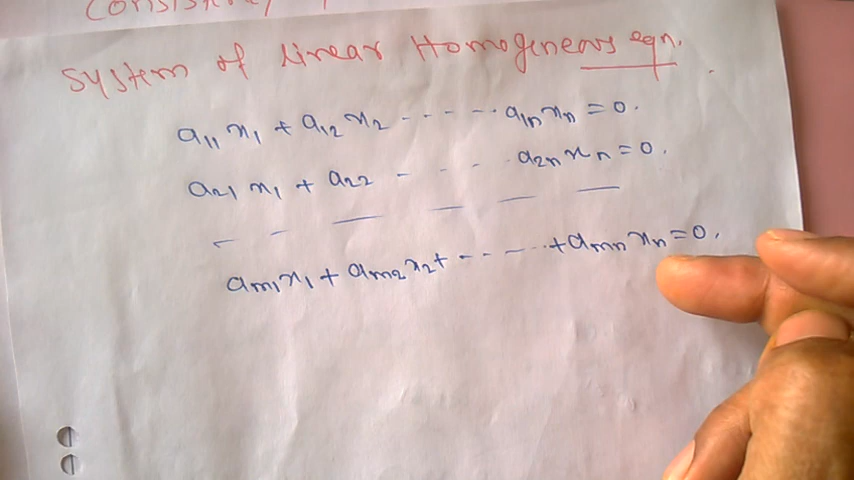 Consistency
System of linear Homogeneous eqn.
a11 x1 + a12 x2 ------ a1n xn = 0.
a21 x1 + a22 - - - - a2n xn = 0.
- - — — — —
am1 x1 + am2 x2 + ------ + amn xn = 0.